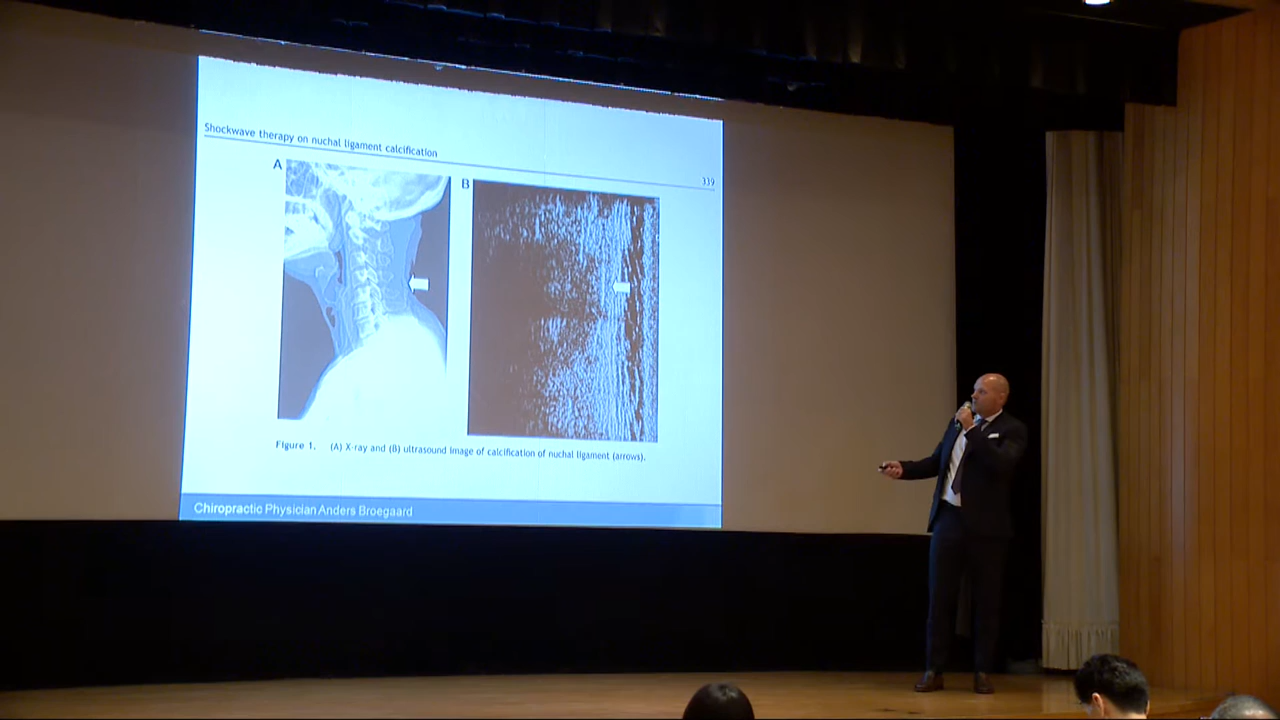 Shockwave therapy on nuchal ligament calcification
339
A
B
Figure 1. (A) X-ray and (B) ultrasound image of calcification of nuchal ligament (arrows).
Chiropractic Physician Anders Broegaard